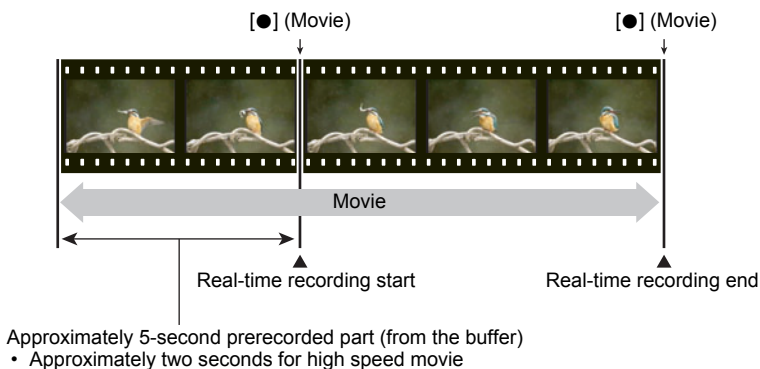 [●] (Movie) [●] (Movie)
Movie
Real-time recording start Real-time recording end
Approximately 5-second prerecorded part (from the buffer)
• Approximately two seconds for high speed movie